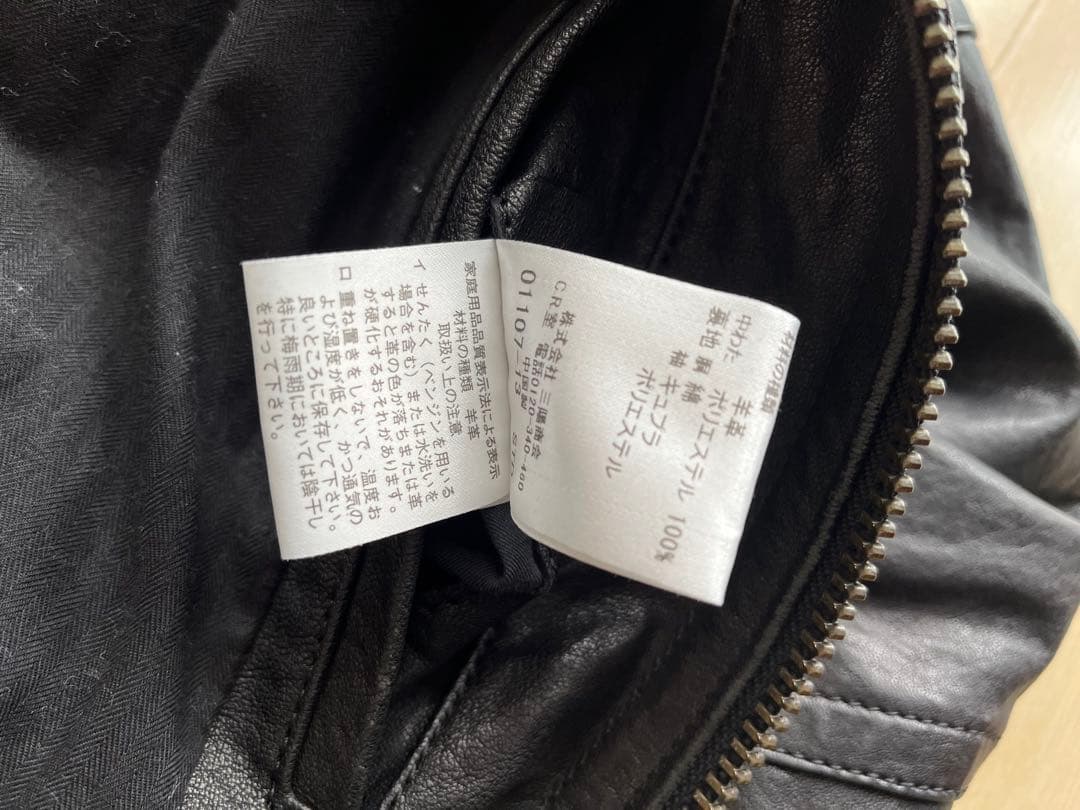 材料の種類 羊革
中わた ポリエステル 100%
裏地 胴 綿
袖 キュプラ
ポリエステル
株式会社 三陽商会
CR室 電話0120-340-460
01107-13 中国製
家庭用品品質表示法による表示
材料の種類 羊革
取扱い上の注意
イ せんたく(ベンジンを用いる
場合を含む)または水洗いを
すると革の色が落ちまたは革
が硬化するおそれがあります。
ロ 重ね置きをしないで、温度お
よび湿度が低く、かつ通気の
良いところに保存して下さい。
特に梅雨期においては陰干し
を行って下さい。